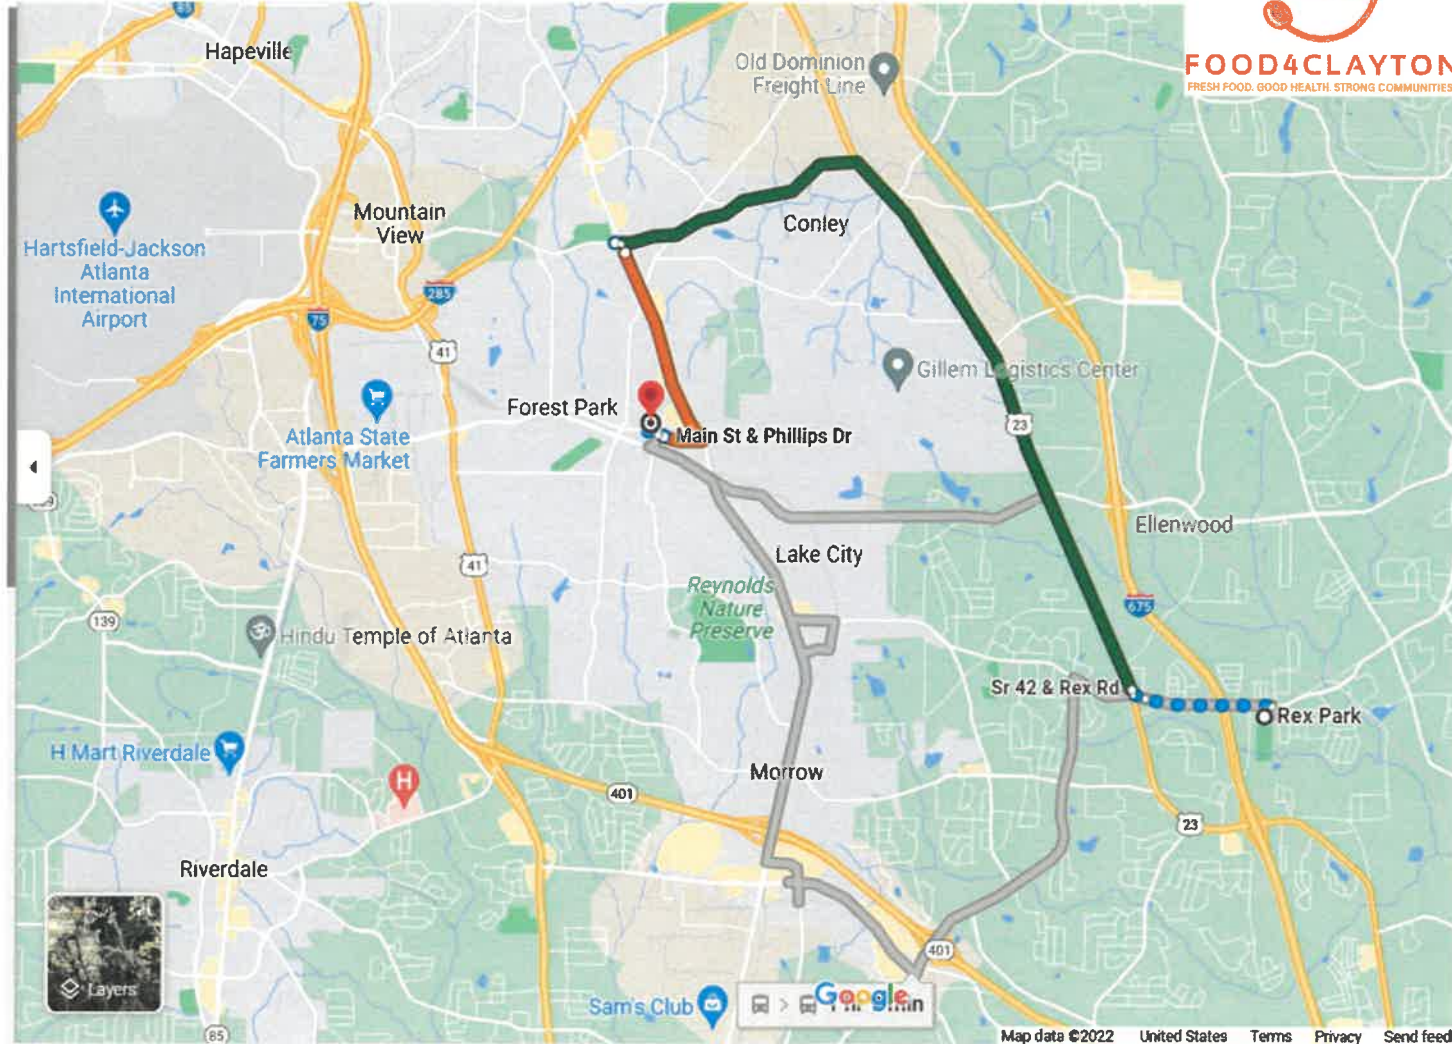 85
Hapeville
Old Dominion
Freight Line
FOOD4CLAYTON
FRESH FOOD. GOOD HEALTH. STRONG COMMUNITIES
Mountain
View
Conley
Hartsfield-Jackson
Atlanta
International
Airport
285
75
41
Gillem Logistics Center
Forest Park
23
Atlanta State
Farmers Market
Main St & Phillips Dr
Ellenwood
Lake City
41
Reynolds
Nature
Preserve
675
139
Hindu Temple of Atlanta
Sr 42 & Rex Rd
Rex Park
H Mart Riverdale
H
Morrow
401
23
Riverdale
401
Layers
Sam's Club
Google
85
Map data ©2022 United States Terms Privacy Send feed